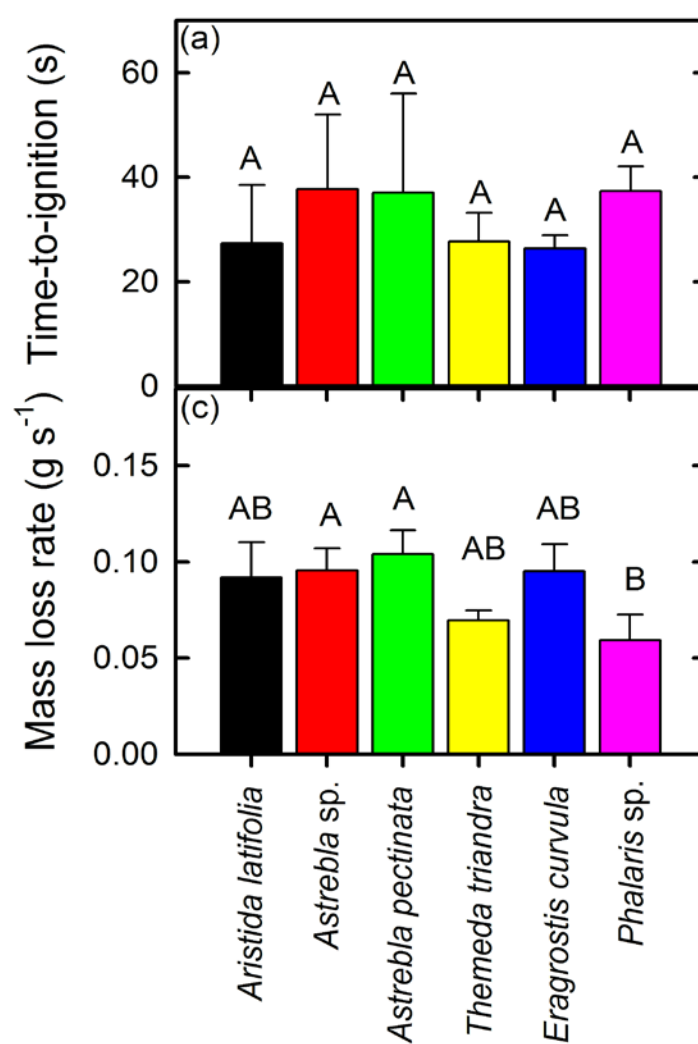 (a)
Time-to-ignition (s)
60
40
20
0
A
A
A
A
A
A
(c)
Mass loss rate (g s⁻¹)
0.15
0.10
0.05
0.00
AB
A
A
AB
AB
B
Aristida latifolia
Astrebla sp.
Astrebla pectinata
Themeda triandra
Eragrostis curvula
Phalaris sp.